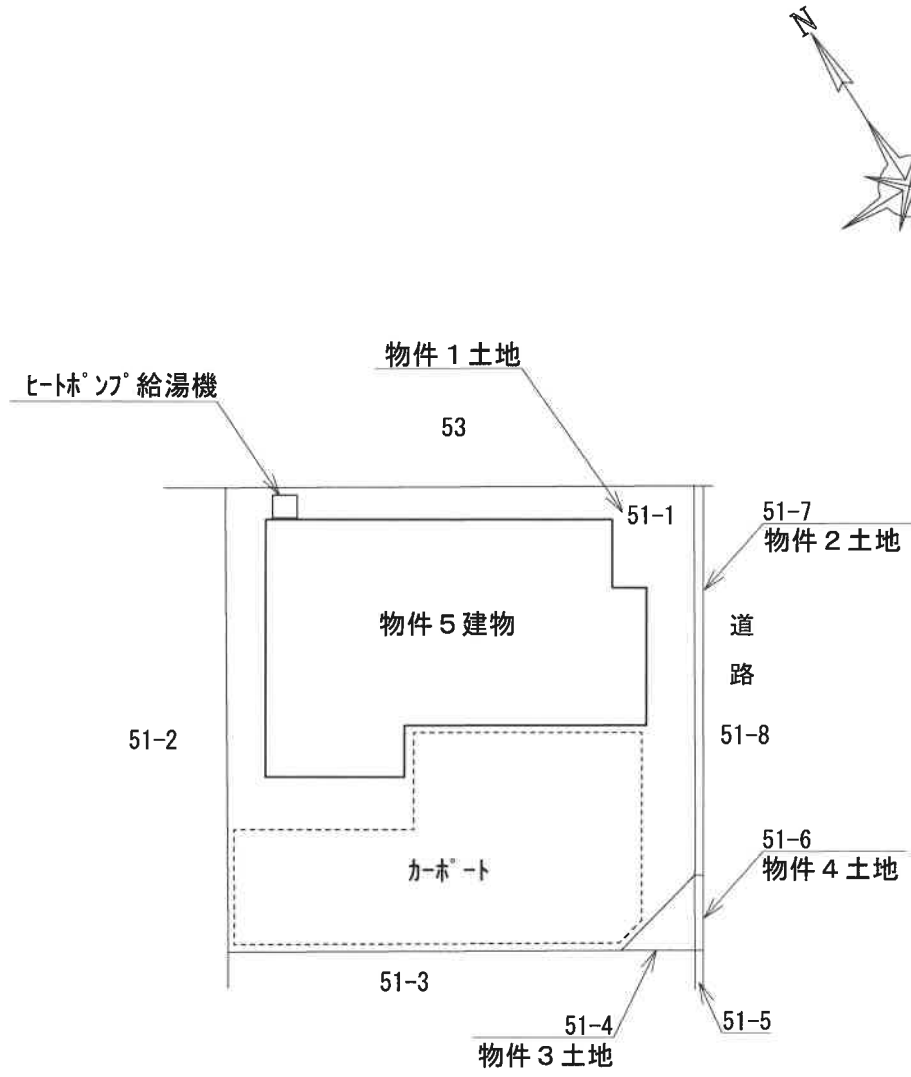 N
物件1土地
ヒートポンプ給湯機
53
51-1
51-7
物件2土地
物件5建物
道
路
51-2
51-8
51-6
物件4土地
カーポート
51-3
51-4
物件3土地
51-5